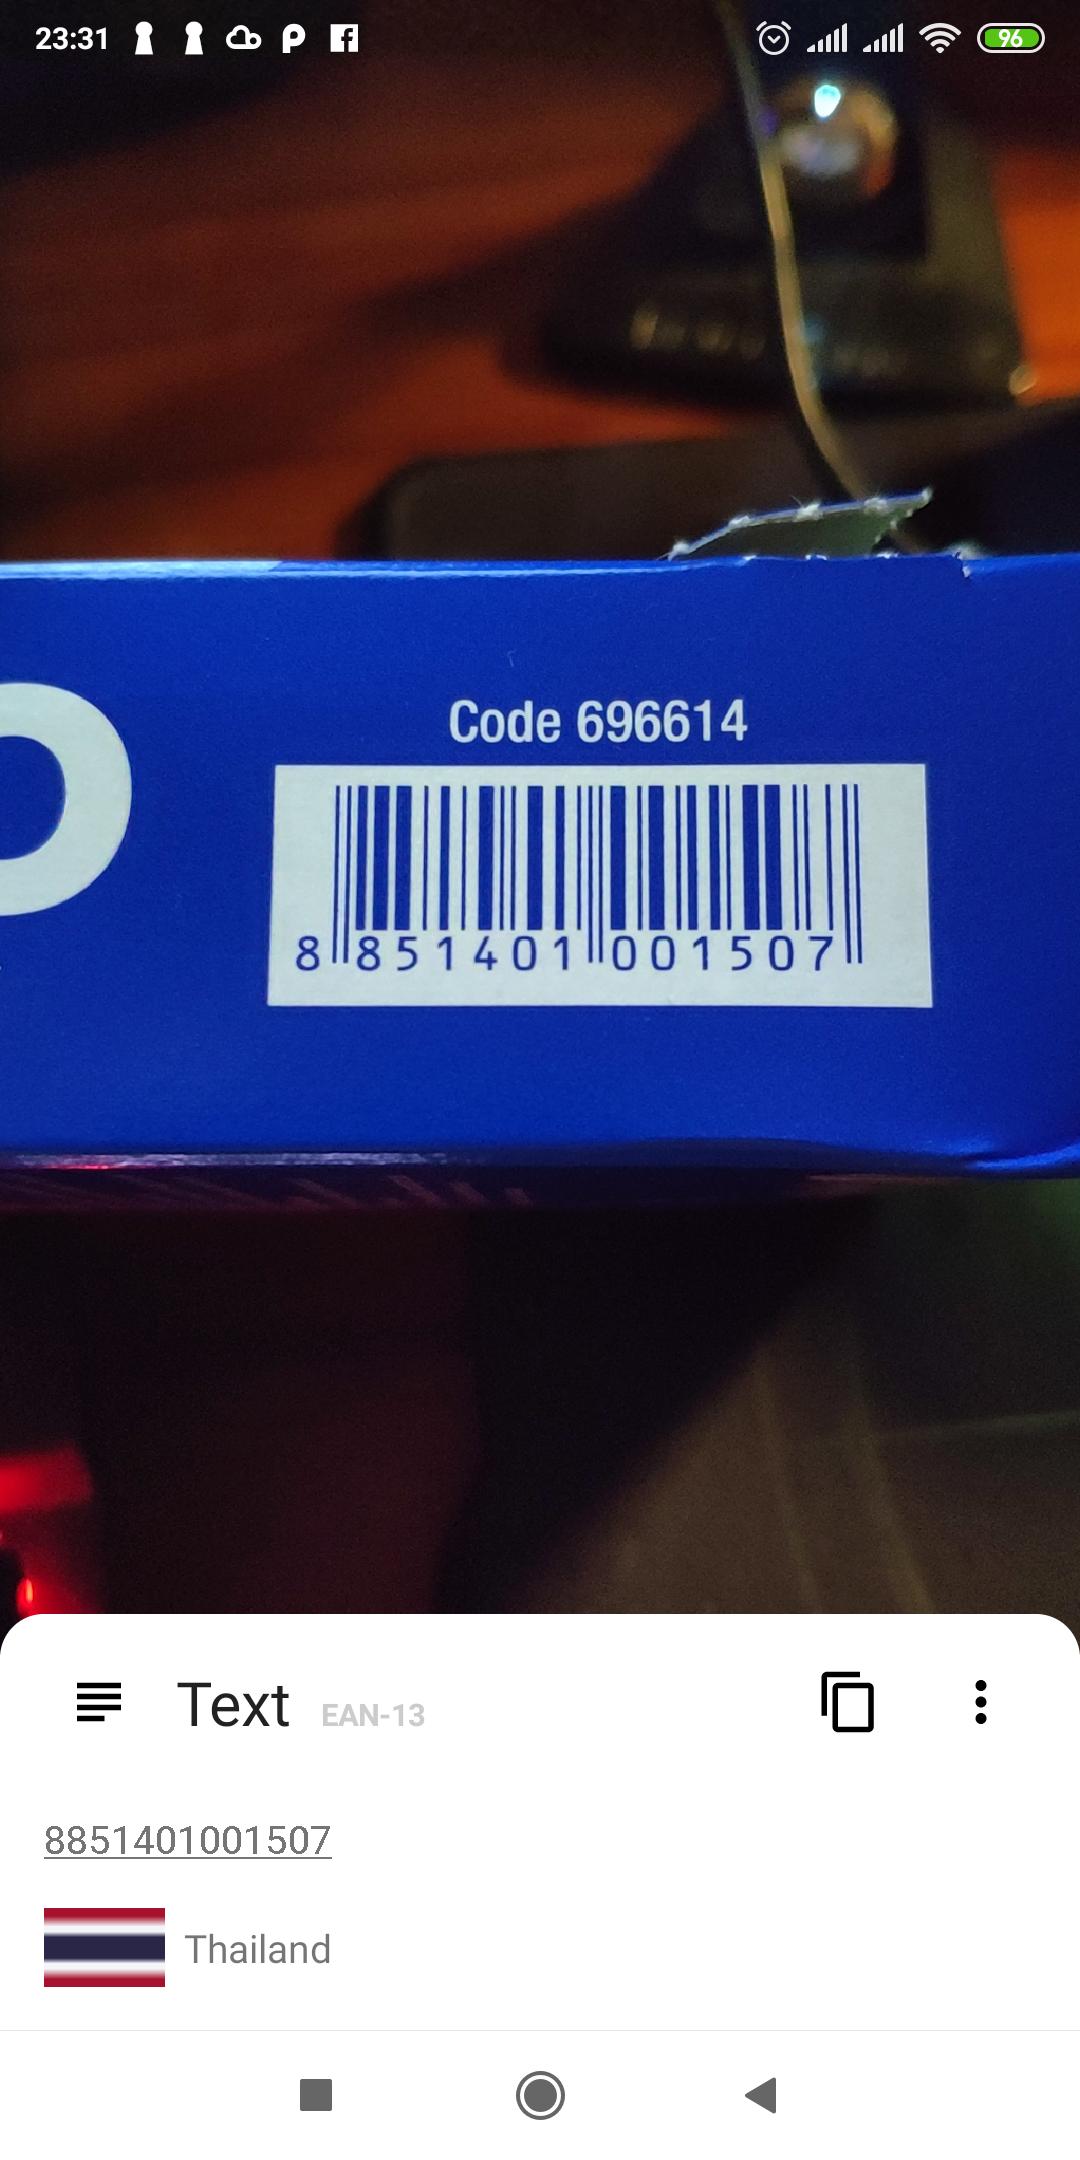 23:31
96
Code 696614
8 851401 001507
Text EAN-13
8851401001507
Thailand